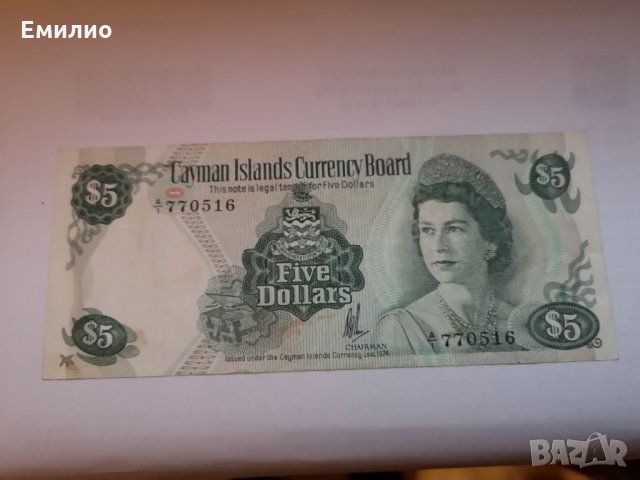 Емилио
Cayman Islands Currency Board
This note is legal tender for Five Dollars
$5
$5
A/1 770516
Five
Dollars
CHAIRMAN
A/1 770516
$5
$5
Issued under the Cayman Islands Currency Law, 1974.
BAZAR